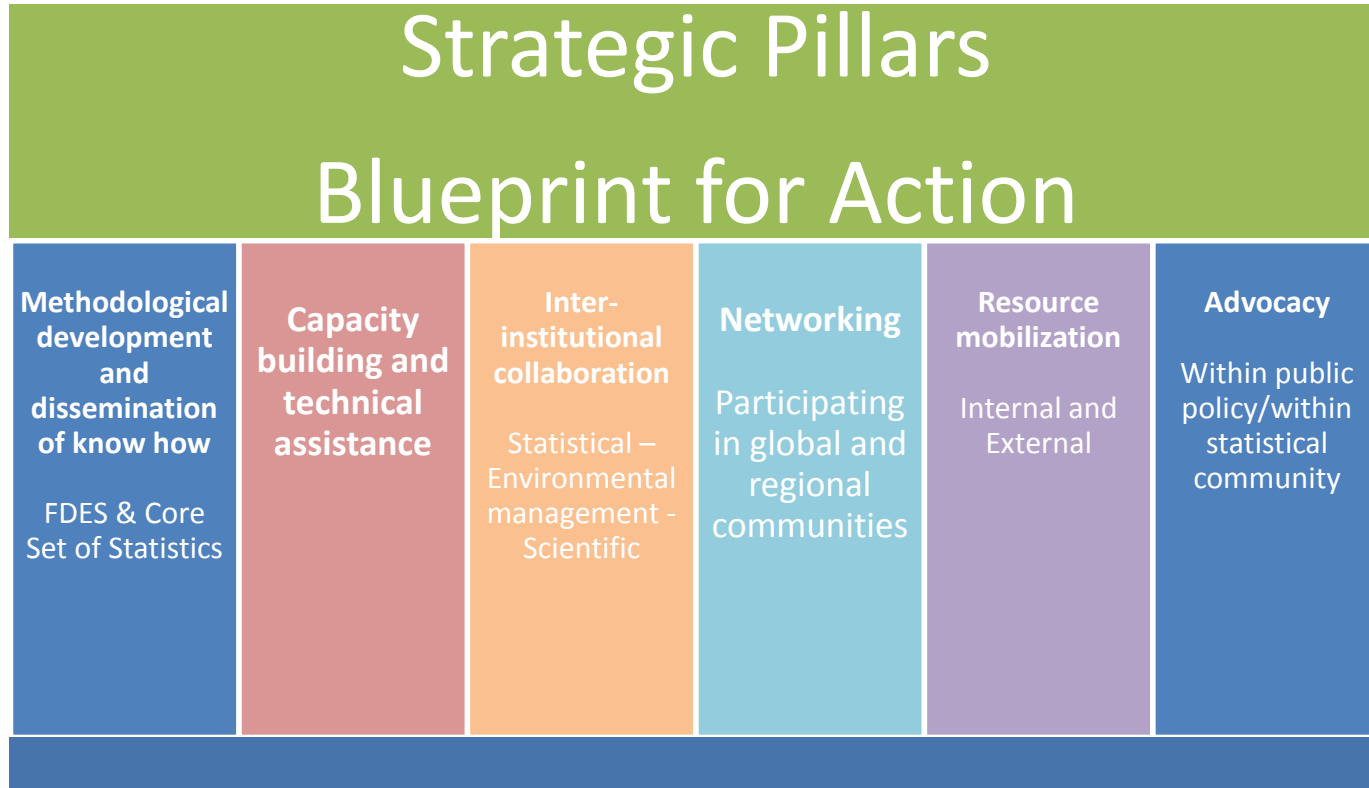 Strategic Pillars
Blueprint for Action
Methodological
development
and
dissemination
of know how
FDES & Core
Set of Statistics
Capacity
building and
technical
assistance
Inter-
institutional
collaboration
Statistical –
Environmental
management -
Scientific
Networking
Participating
in global and
regional
communities
Resource
mobilization
Internal and
External
Advocacy
Within public
policy/within
statistical
community